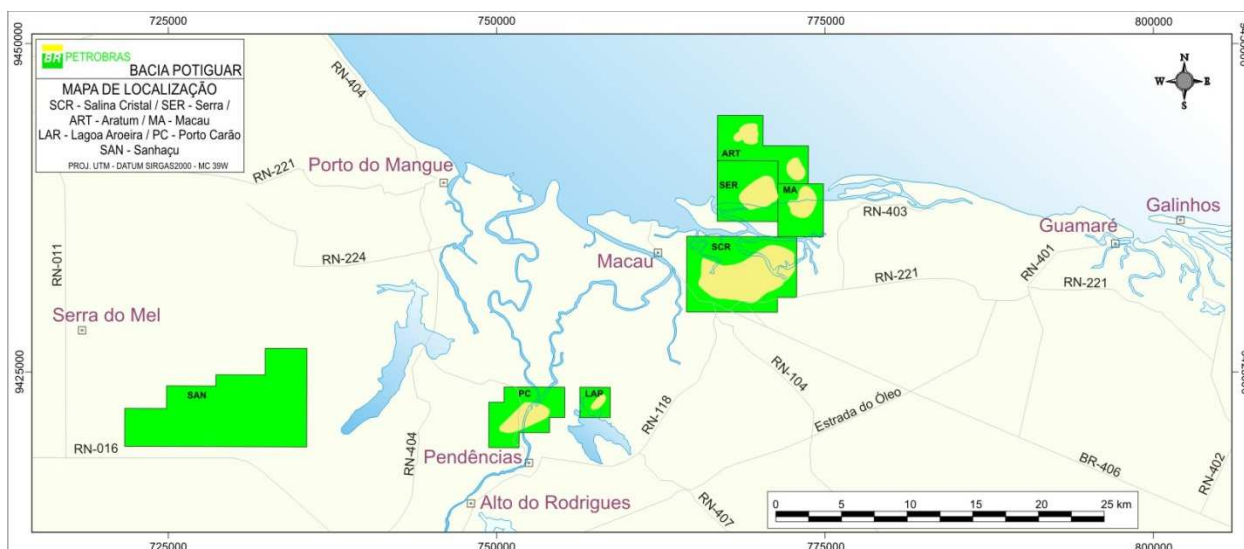 725000 750000 775000 800000
9450000 9450000
BR PETROBRAS
BACIA POTIGUAR
MAPA DE LOCALIZAÇÃO
SCR - Salina Cristal / SER - Serra /
ART - Aratum / MA - Macau
LAR - Lagoa Aroeira / PC - Porto Carão
SAN - Sanhaçu
PROJ. UTM - DATUM SIRGAS2000 - MC 39W
N
W E
S
RN-404
ART
Porto do Mangue
RN-221
SER
MA
RN-403
Galinhos
Guamaré
RN-011
RN-224
Macau
SCR
RN-221
RN-401
RN-221
Serra do Mel
9425000 9425000
SAN
PC
LAR
RN-104
RN-118
Estrada do Óleo
RN-016
RN-404
Pendências
BR-406
RN-402
Alto do Rodrigues
RN-407
0 5 10 15 20 25 km
725000 750000 775000 800000